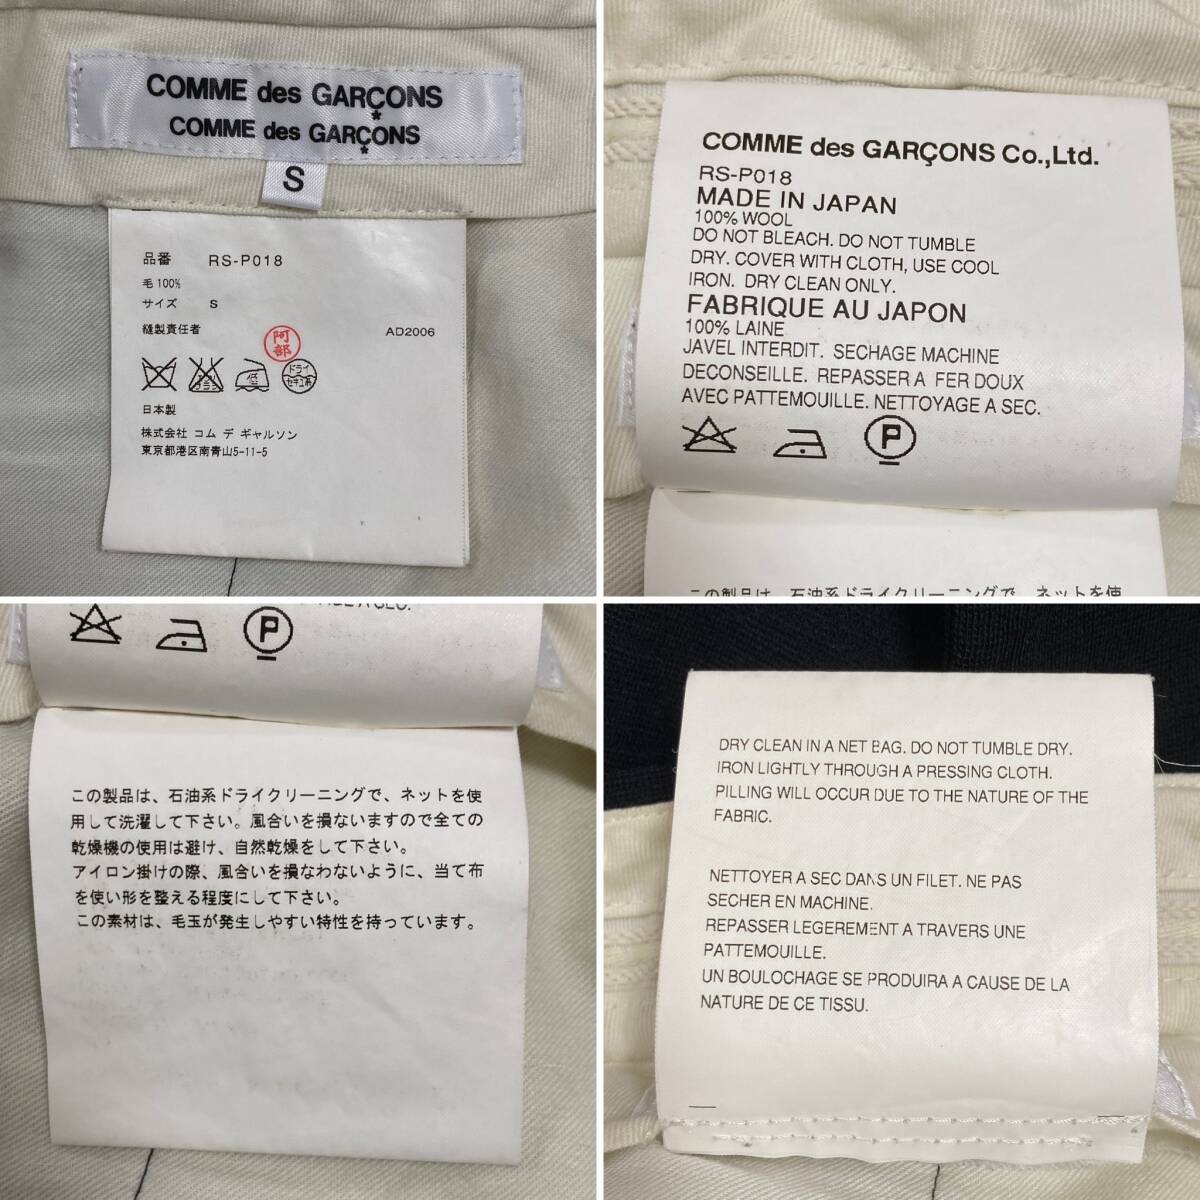 COMME des GARÇONS
COMME des GARÇONS
S
品番 RS-P018
毛 100%
サイズ S
縫製責任者 阿部 AD2006
ドライ
セキユ系
日本製
株式会社 コム デ ギャルソン
東京都港区南青山5-11-5
COMME des GARÇONS Co.,Ltd.
RS-P018
MADE IN JAPAN
100% WOOL
DO NOT BLEACH. DO NOT TUMBLE
DRY. COVER WITH CLOTH, USE COOL
IRON. DRY CLEAN ONLY.
FABRIQUE AU JAPON
100% LAINE
JAVEL INTERDIT. SECHAGE MACHINE
DECONSEILLE. REPASSER A FER DOUX
AVEC PATTEMOUILLE. NETTOYAGE A SEC.
P
この製品は、石油系ドライクリーニングで、ネットを使
P
この製品は、石油系ドライクリーニングで、ネットを使
用して洗濯して下さい。風合いを損ないますので全ての
乾燥機の使用は避け、自然乾燥をして下さい。
アイロン掛けの際、風合いを損なわないように、当て布
を使い形を整える程度にして下さい。
この素材は、毛玉が発生しやすい特性を持っています。
DRY CLEAN IN A NET BAG. DO NOT TUMBLE DRY.
IRON LIGHTLY THROUGH A PRESSING CLOTH.
PILLING WILL OCCUR DUE TO THE NATURE OF THE
FABRIC.
NETTOYER A SEC DANS UN FILET. NE PAS
SECHER EN MACHINE.
REPASSER LEGEREMENT A TRAVERS UNE
PATTEMOUILLE.
UN BOULOCHAGE SE PRODUIRA A CAUSE DE LA
NATURE DE CE TISSU.